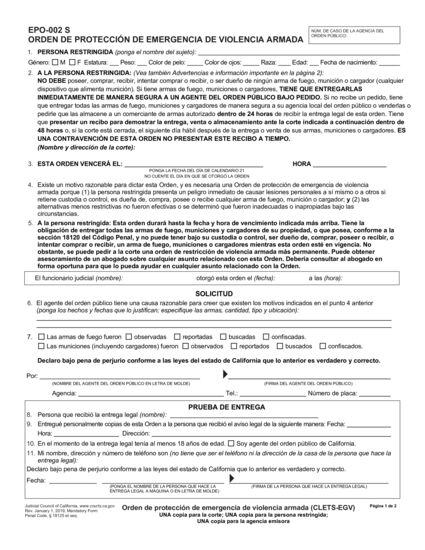 EPO-002 S
ORDEN DE PROTECCIÓN DE EMERGENCIA DE VIOLENCIA ARMADA
NÚM. DE CASO DE LA AGENCIA DEL
ORDEN PÚBLICO
1. PERSONA RESTRINGIDA (ponga el nombre del sujeto):
Género: M F Estatura: Peso: Color de pelo: Color de ojos: Raza: Edad: Fecha de nacimiento:
2. A LA PERSONA RESTRINGIDA: (Vea también Advertencias e información importante en la página 2):
NO DEBE poseer, comprar, recibir, intentar comprar o recibir, o ser dueño de ningún arma de fuego, munición o cargador (cualquier
dispositivo que alimenta munición). Si tiene armas de fuego, municiones o cargadores, TIENE QUE ENTREGARLAS
INMEDIATAMENTE DE MANERA SEGURA A UN AGENTE DEL ORDEN PÚBLICO BAJO PEDIDO. Si no recibe un pedido, tiene
que entregar todas las armas de fuego, municiones y cargadores de manera segura a su agencia local del orden público o venderlas o
pedirle que las almacene a un comerciante de armas autorizado dentro de 24 horas de recibir la entrega legal de esta orden. Tiene
que presentar un recibo para demostrar la entrega, venta o almacenamiento ante la corte indicada a continuación dentro de
48 horas o, si la corte está cerrada, el siguiente día hábil después de la entrega o venta de sus armas, municiones o cargadores. ES
UNA CONTRAVENCIÓN DE ESTA ORDEN NO PRESENTAR ESTE RECIBO A TIEMPO.
(Nombre y dirección de la corte):
3. ESTA ORDEN VENCERÁ EL: HORA
PONGA LA FECHA DEL DÍA DE CALENDARIO 21
NO CUENTE EL DÍA EN QUE SE OTORGÓ LA ORDEN
4. Existe un motivo razonable para dictar esta Orden, y es necesaria una Orden de protección de emergencia de violencia
armada porque (1) la persona restringida presenta un peligro inmediato de causar lesiones personales a sí mismo o a otros si
retiene custodia o control, es dueña de, compra, posee o recibe cualquier arma de fuego, munición o cargador; y (2) las
alternativas menos restrictivas no fueron efectivas o se determinó que fueron inadecuadas o inapropiadas bajo las
circunstancias.
5. A la persona restringida: Esta orden durará hasta la fecha y hora de vencimiento indicada más arriba. Tiene la
obligación de entregar todas las armas de fuego, municiones y cargadores de su propiedad, o que posea, conforme a la
sección 18120 del Código Penal, y no puede tener bajo su custodia o control, ser dueño de, comprar, poseer o recibir, o
intentar comprar o recibir, un arma de fuego, municiones o cargadores mientras esta orden esté en vigencia. No
obstante, se puede pedir a la corte una orden de restricción de violencia armada más permanente. Puede obtener
asesoramiento de un abogado sobre cualquier asunto relacionado con esta Orden. Debería consultar al abogado en
forma oportuna para que lo pueda ayudar en cualquier asunto relacionado con la Orden.
El funcionario judicial (nombre): otorgó esta orden el (fecha): a las (hora):
SOLICITUD
6. El agente del orden público tiene una causa razonable para creer que existen los motivos indicados en el punto 4 anterior
(ponga los hechos y fechas que lo justifican; especifique las armas, cantidad, tipo y ubicación):
7. Las armas de fuego fueron observadas reportadas buscadas confiscadas.
Las municiones (incluyendo cargadores) fueron observados reportados buscados confiscados.
Declaro bajo pena de perjurio conforme a las leyes del estado de California que lo anterior es verdadero y correcto.
Por:
(NOMBRE DEL AGENTE DEL ORDEN PÚBLICO EN LETRA DE MOLDE) (FIRMA DEL AGENTE DEL ORDEN PÚBLICO)
Agencia: Tel.: Número de placa:
PRUEBA DE ENTREGA
8. Persona que recibió la entrega legal (nombre):
9. Entregué personalmente copias de esta Orden a la persona que recibió el aviso legal de la siguiente manera: Fecha:
Hora: Dirección:
10. En el momento de la entrega legal tenía al menos 18 años de edad. Soy agente del orden público de California.
11. Mi nombre, dirección y número de teléfono son (no tiene que ser el teléfono ni la dirección de la casa de la persona que hace la
entrega legal):
Declaro bajo pena de perjurio conforme a las leyes del estado de California que lo anterior es verdadero y correcto.
Fecha:
(PONGA EL NOMBRE DE LA PERSONA QUE HACE LA
ENTREGA LEGAL A MÁQUINA O EN LETRA DE MOLDE)
(FIRMA DE LA PERSONA QUE HACE LA ENTREGA LEGAL)
Judicial Council of California, www.courts.ca.gov
Rev. January 1, 2019, Mandatory Form
Penal Code, § 18125 et seq.
Orden de protección de emergencia de violencia armada (CLETS-EGV)
UNA copia para la corte; UNA copia para la persona restringida;
UNA copia para la agencia emisora
Página 1 de 2